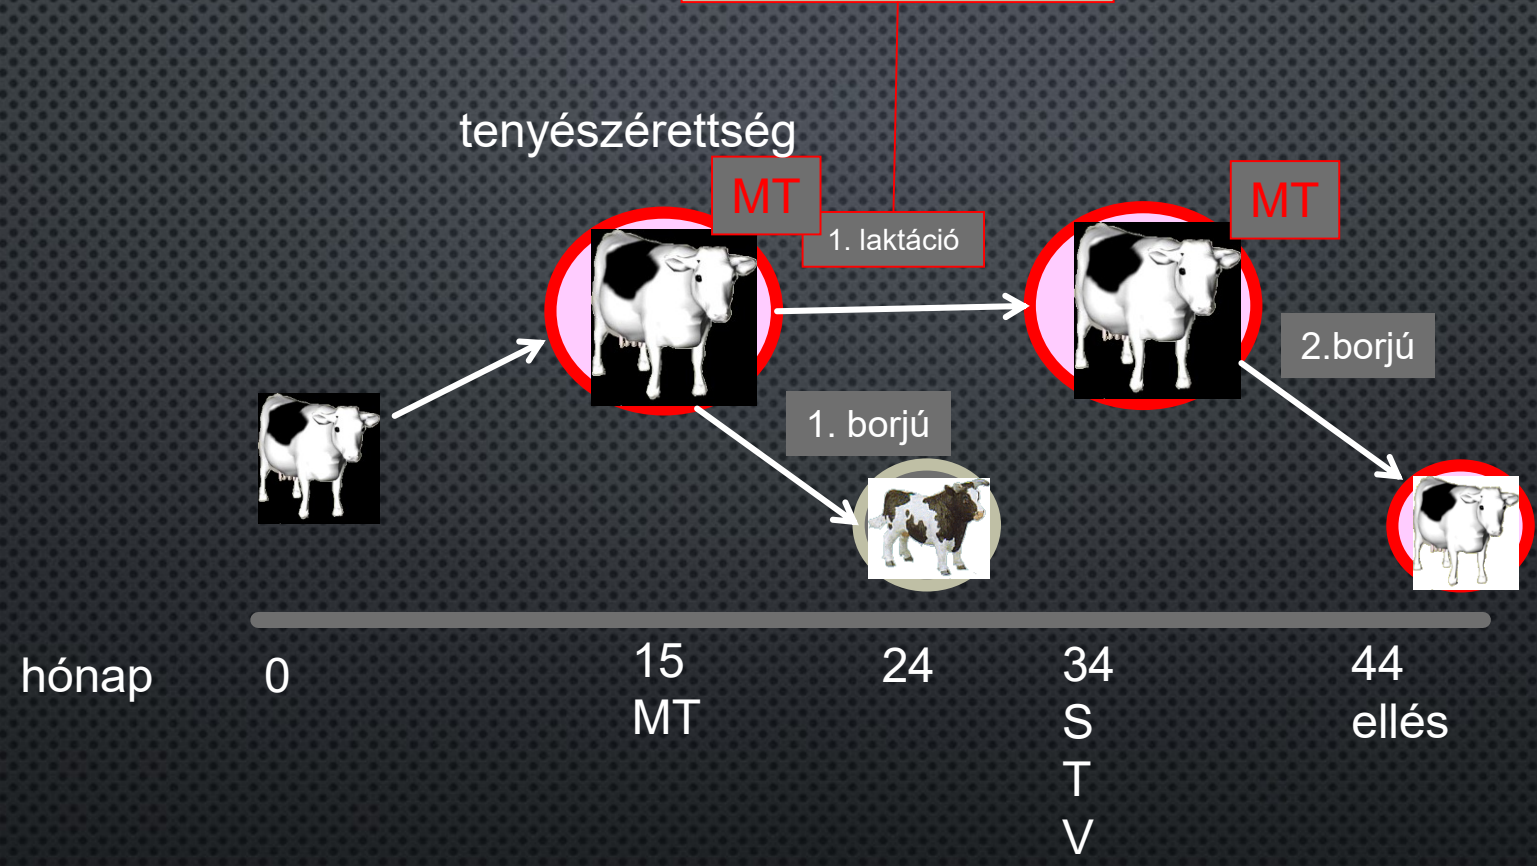 tenyészérettség
MT
1. laktáció
MT
2.borjú
1. borjú
hónap
0
15
MT
24
34
S
T
V
44
ellés